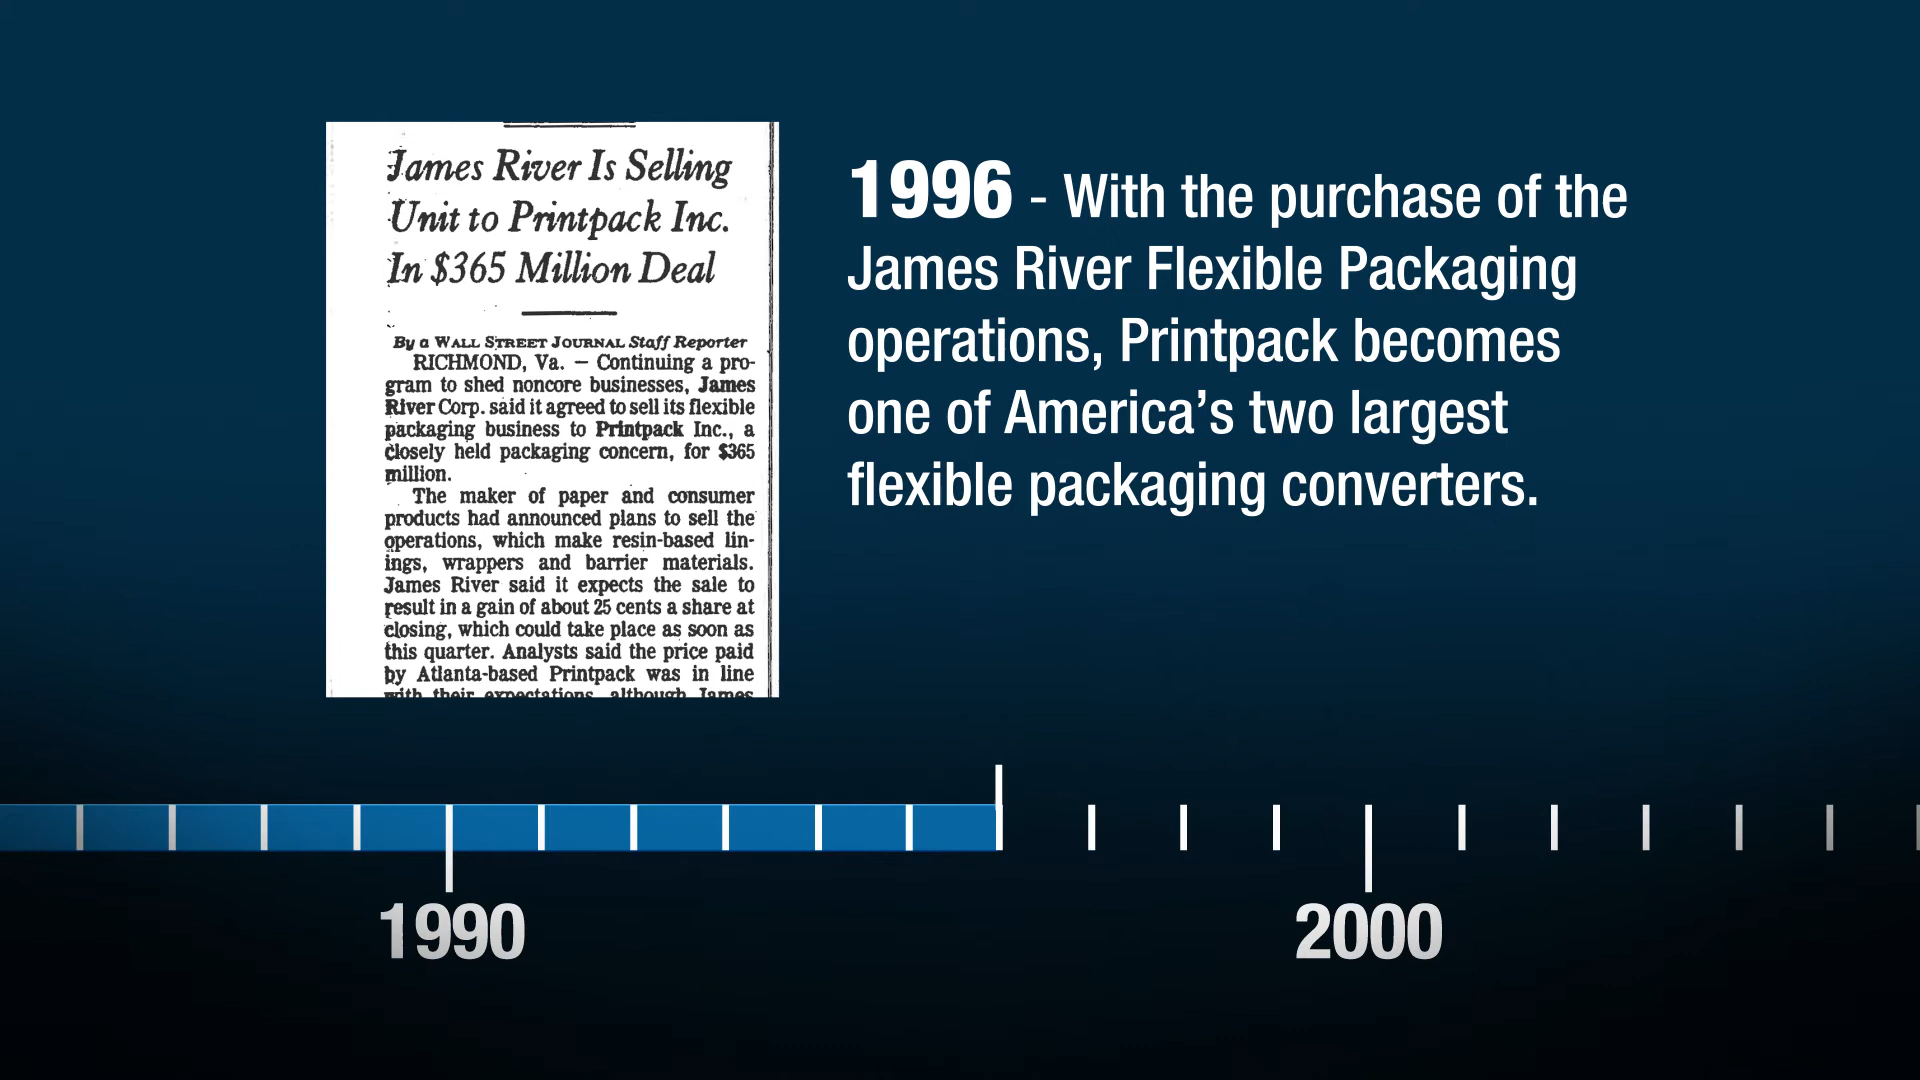 James River Is Selling
Unit to Printpack Inc.
In $365 Million Deal
By a WALL STREET JOURNAL Staff Reporter
RICHMOND, Va. — Continuing a pro-
gram to shed noncore businesses, James
River Corp. said it agreed to sell its flexible
packaging business to Printpack Inc., a
closely held packaging concern, for $365
million.
The maker of paper and consumer
products had announced plans to sell the
operations, which make resin-based lin-
ings, wrappers and barrier materials.
James River said it expects the sale to
result in a gain of about 25 cents a share at
closing, which could take place as soon as
this quarter. Analysts said the price paid
by Atlanta-based Printpack was in line
with their expectations, although James
1996 - With the purchase of the
James River Flexible Packaging
operations, Printpack becomes
one of America’s two largest
flexible packaging converters.
1990
2000